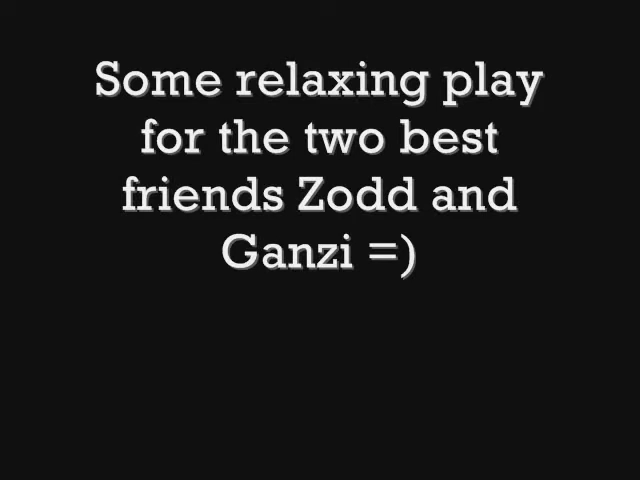 Some relaxing play
for the two best
friends Zodd and
Ganzi =)